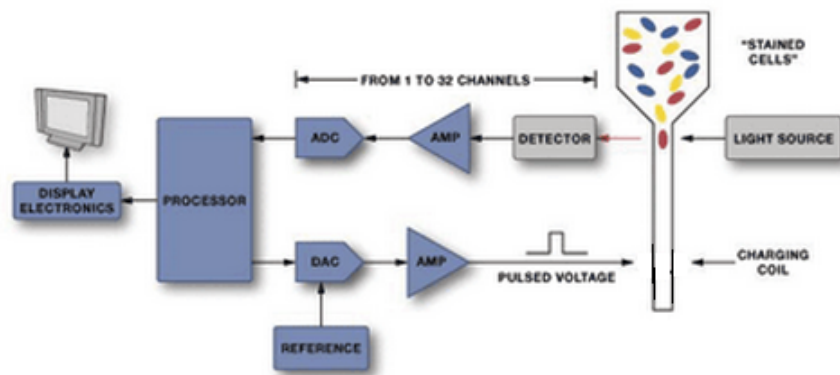 "STAINED
CELLS"
FROM 1 TO 32 CHANNELS
ADC
AMP
DETECTOR
LIGHT SOURCE
DISPLAY
ELECTRONICS
PROCESSOR
DAC
AMP
PULSED VOLTAGE
CHARGING
COIL
REFERENCE